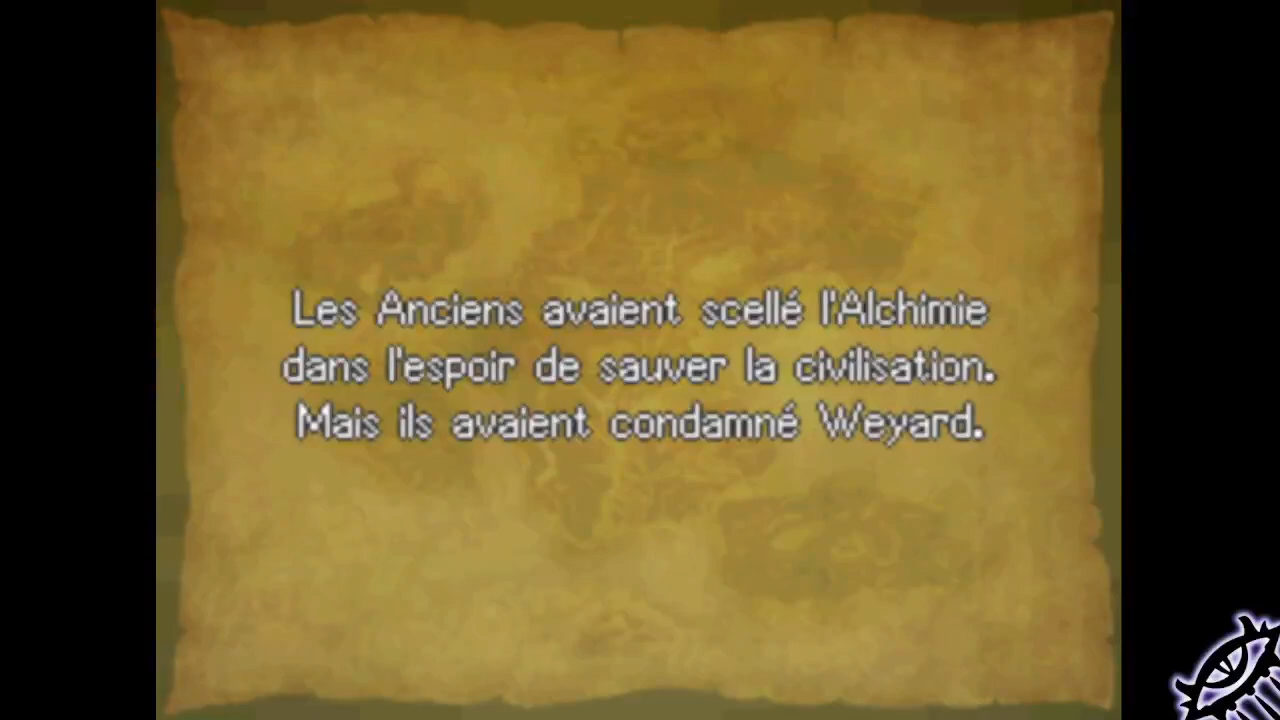 Les Anciens avaient scellé l'Alchimie
dans l'espoir de sauver la civilisation.
Mais ils avaient condamné Weyard.